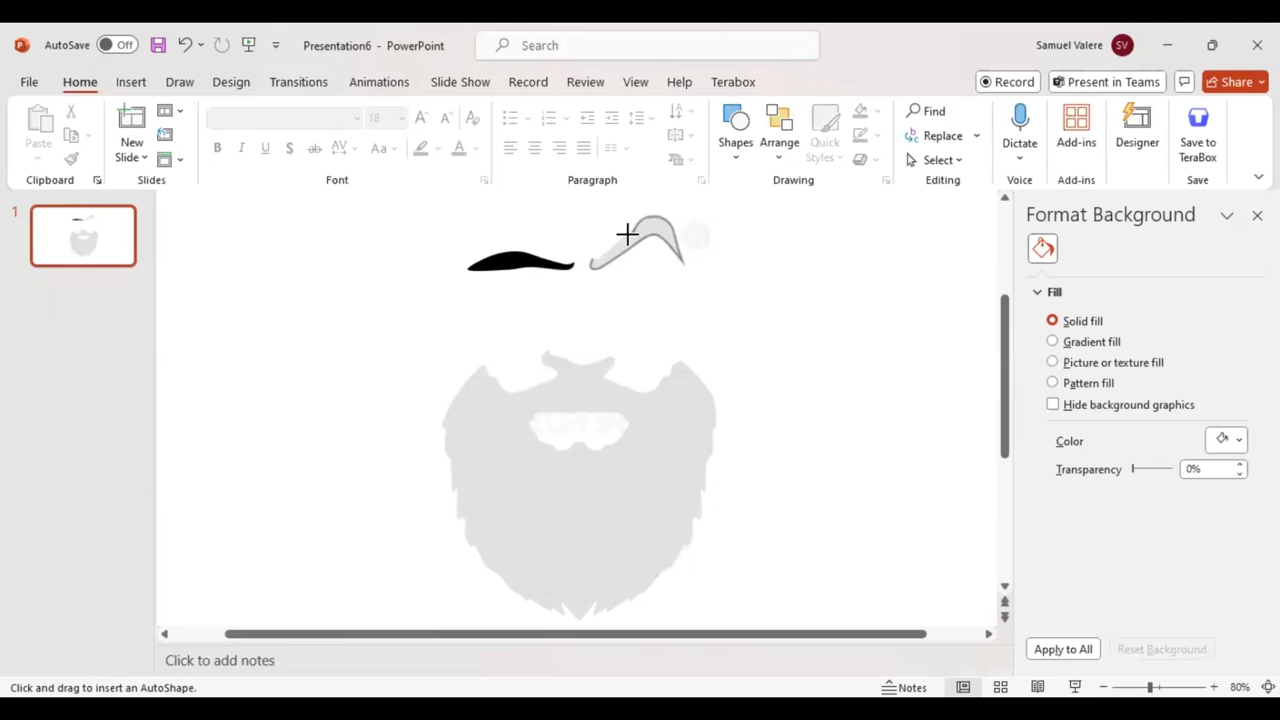 AutoSave Off Presentation6 - PowerPoint Search Samuel Valere SV
File Home Insert Draw Design Transitions Animations Slide Show Record Review View Help Terabox Record Present in Teams Share
Paste New Slide 18 B I U S ab AV Aa A Shapes Arrange Quick Styles Find Replace Select Dictate Add-ins Designer Save to TeraBox
Clipboard Slides Font Paragraph Drawing Editing Voice Add-ins Save
1
Format Background
Fill
Solid fill
Gradient fill
Picture or texture fill
Pattern fill
Hide background graphics
Color
Transparency 0%
Apply to All Reset Background
Click to add notes
Click and drag to insert an AutoShape. Notes 80%